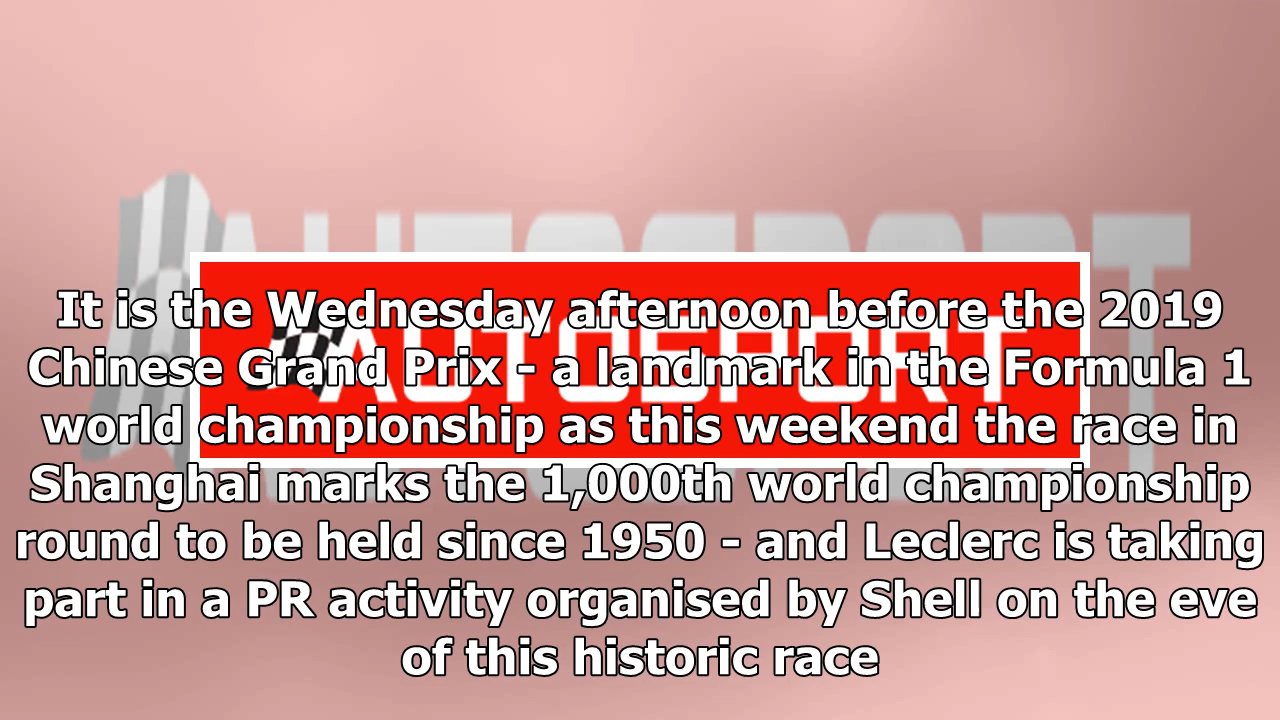 AUTOSPORT
AUTOSPORT
It is the Wednesday afternoon before the 2019
Chinese Grand Prix - a landmark in the Formula 1
world championship as this weekend the race in
Shanghai marks the 1,000th world championship
round to be held since 1950 - and Leclerc is taking
part in a PR activity organised by Shell on the eve
of this historic race